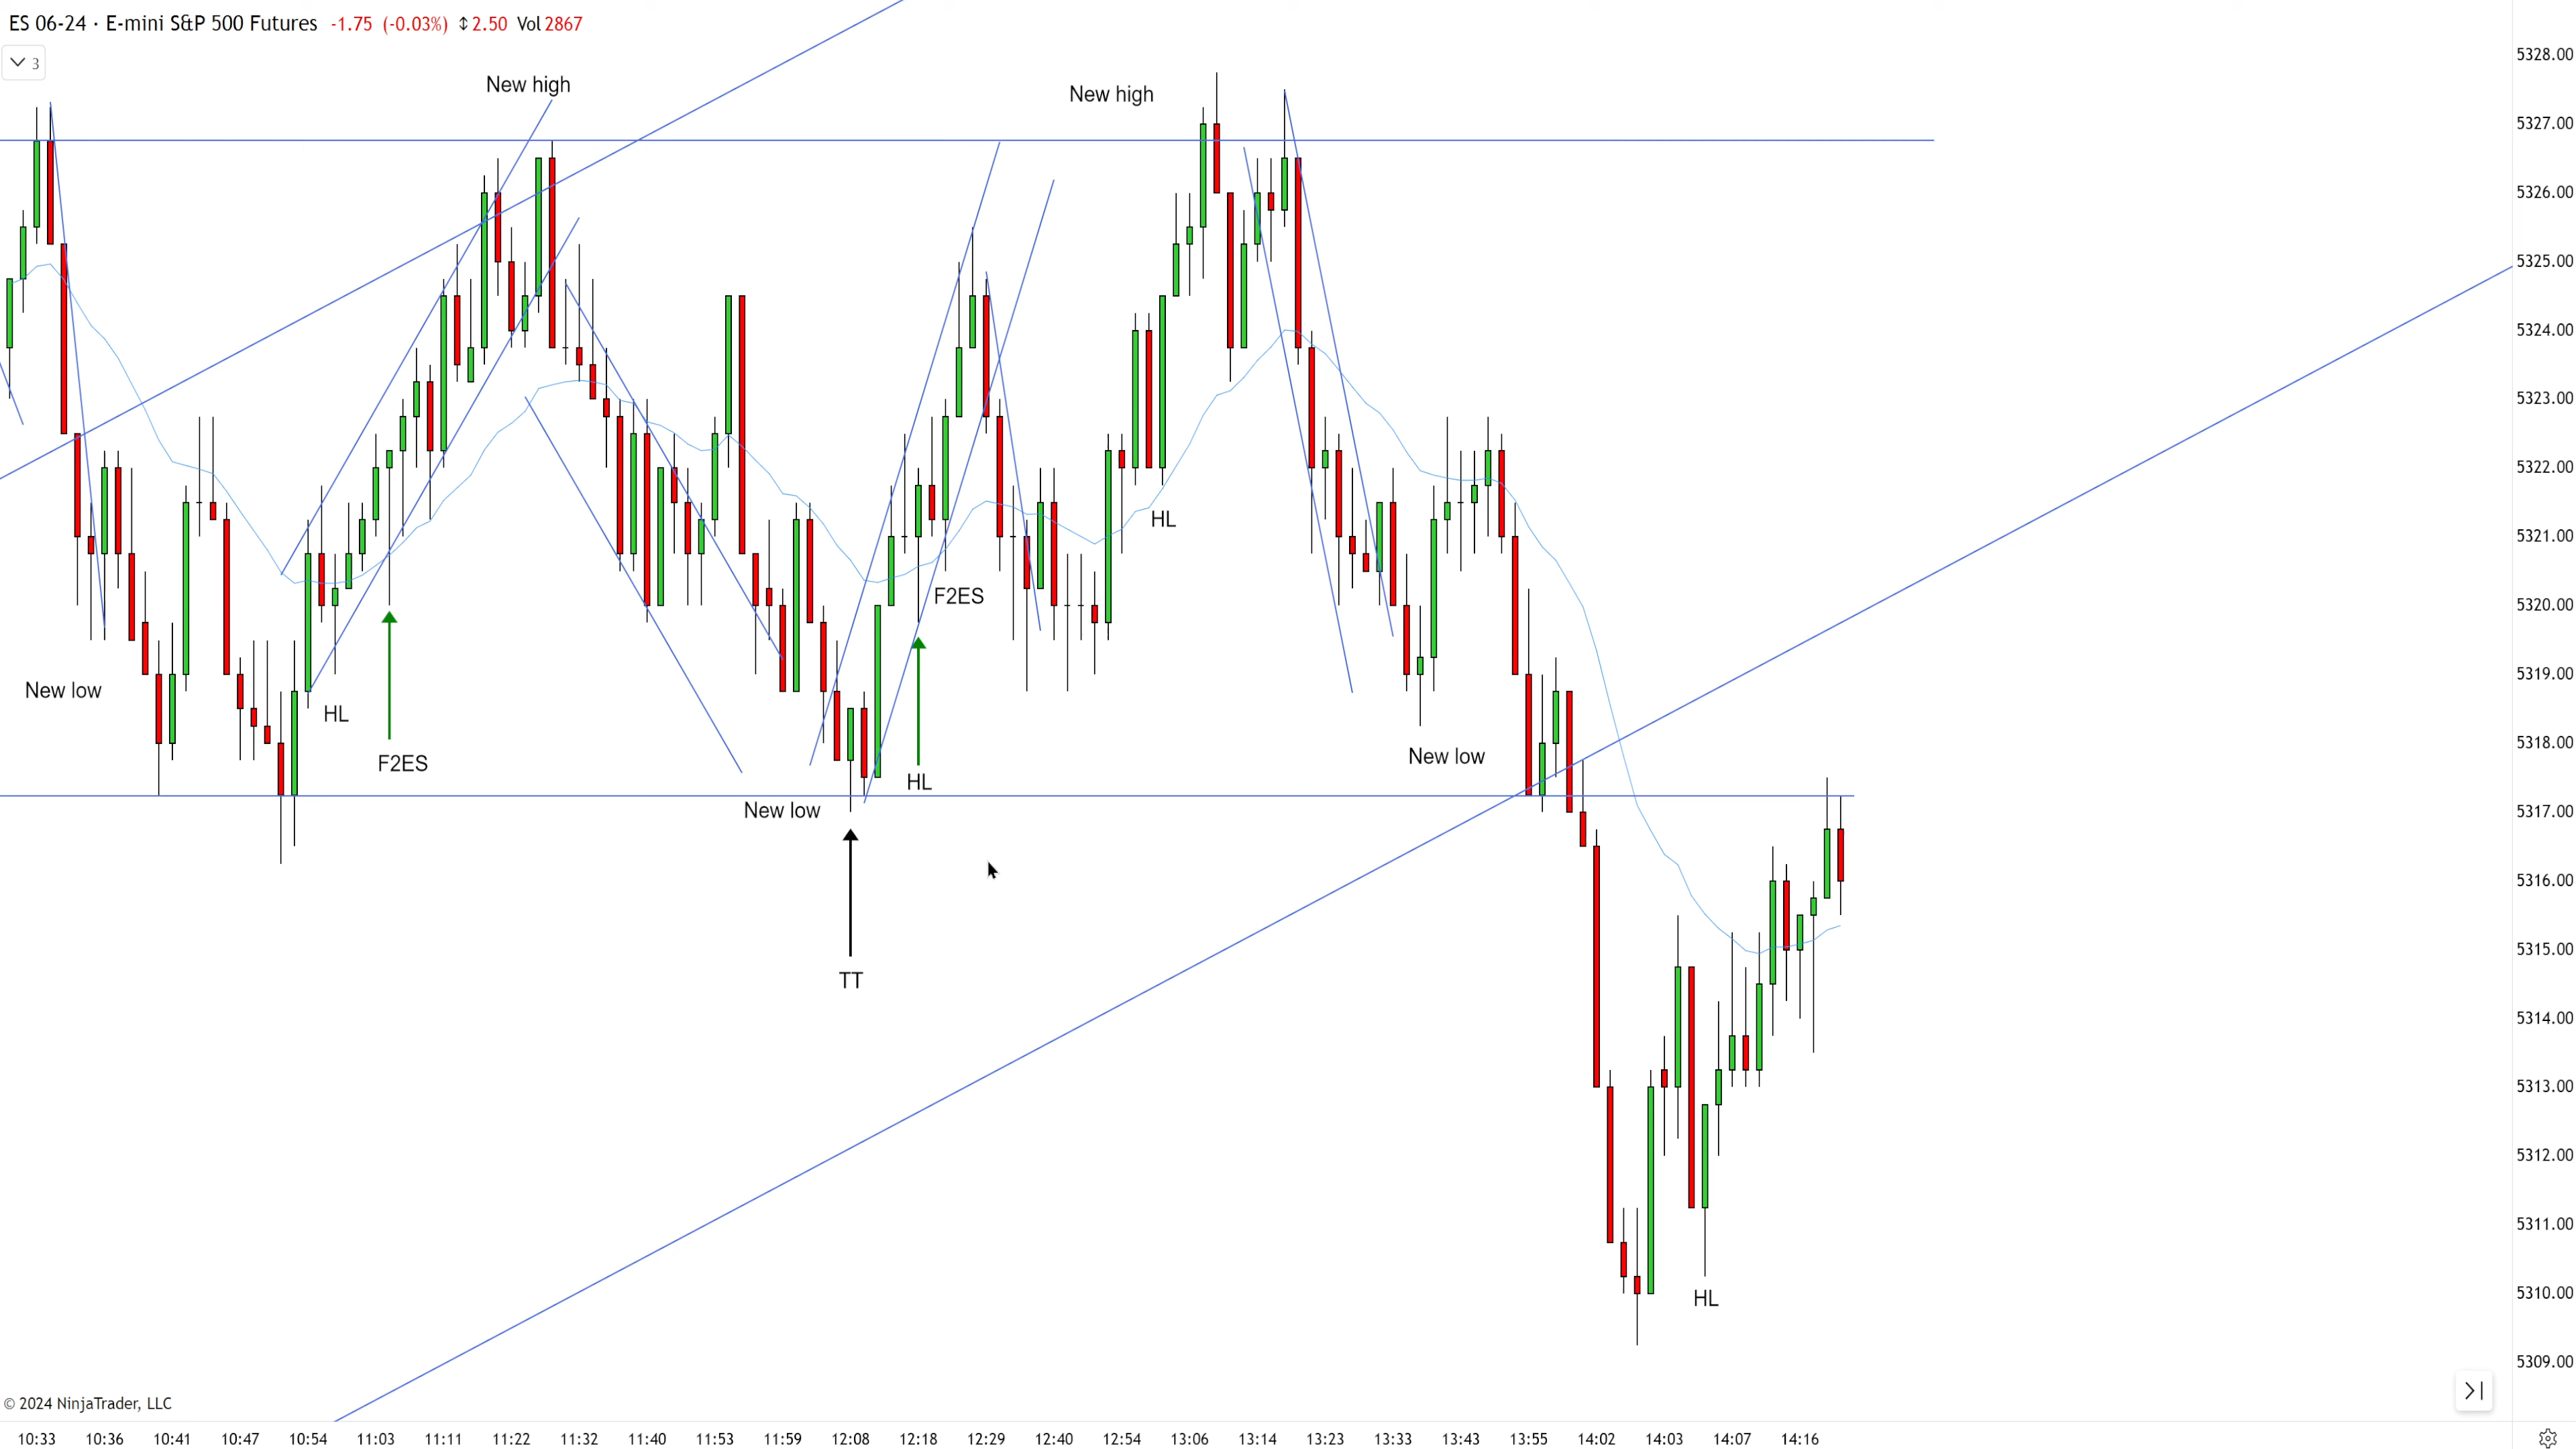 ES 06-24 · E-mini S&P 500 Futures -1.75 (-0.03%) ↕2.50 Vol 2867
3
New high
New high
HL
F2ES
New low
HL
F2ES
HL
New low
New low
TT
HL
5328.00
5327.00
5326.00
5325.00
5324.00
5323.00
5322.00
5321.00
5320.00
5319.00
5318.00
5317.00
5316.00
5315.00
5314.00
5313.00
5312.00
5311.00
5310.00
5309.00
© 2024 NinjaTrader, LLC
10:33 10:36 10:41 10:47 10:54 11:03 11:11 11:22 11:32 11:40 11:53 11:59 12:08 12:18 12:29 12:40 12:54 13:06 13:14 13:23 13:33 13:43 13:55 14:02 14:03 14:07 14:16